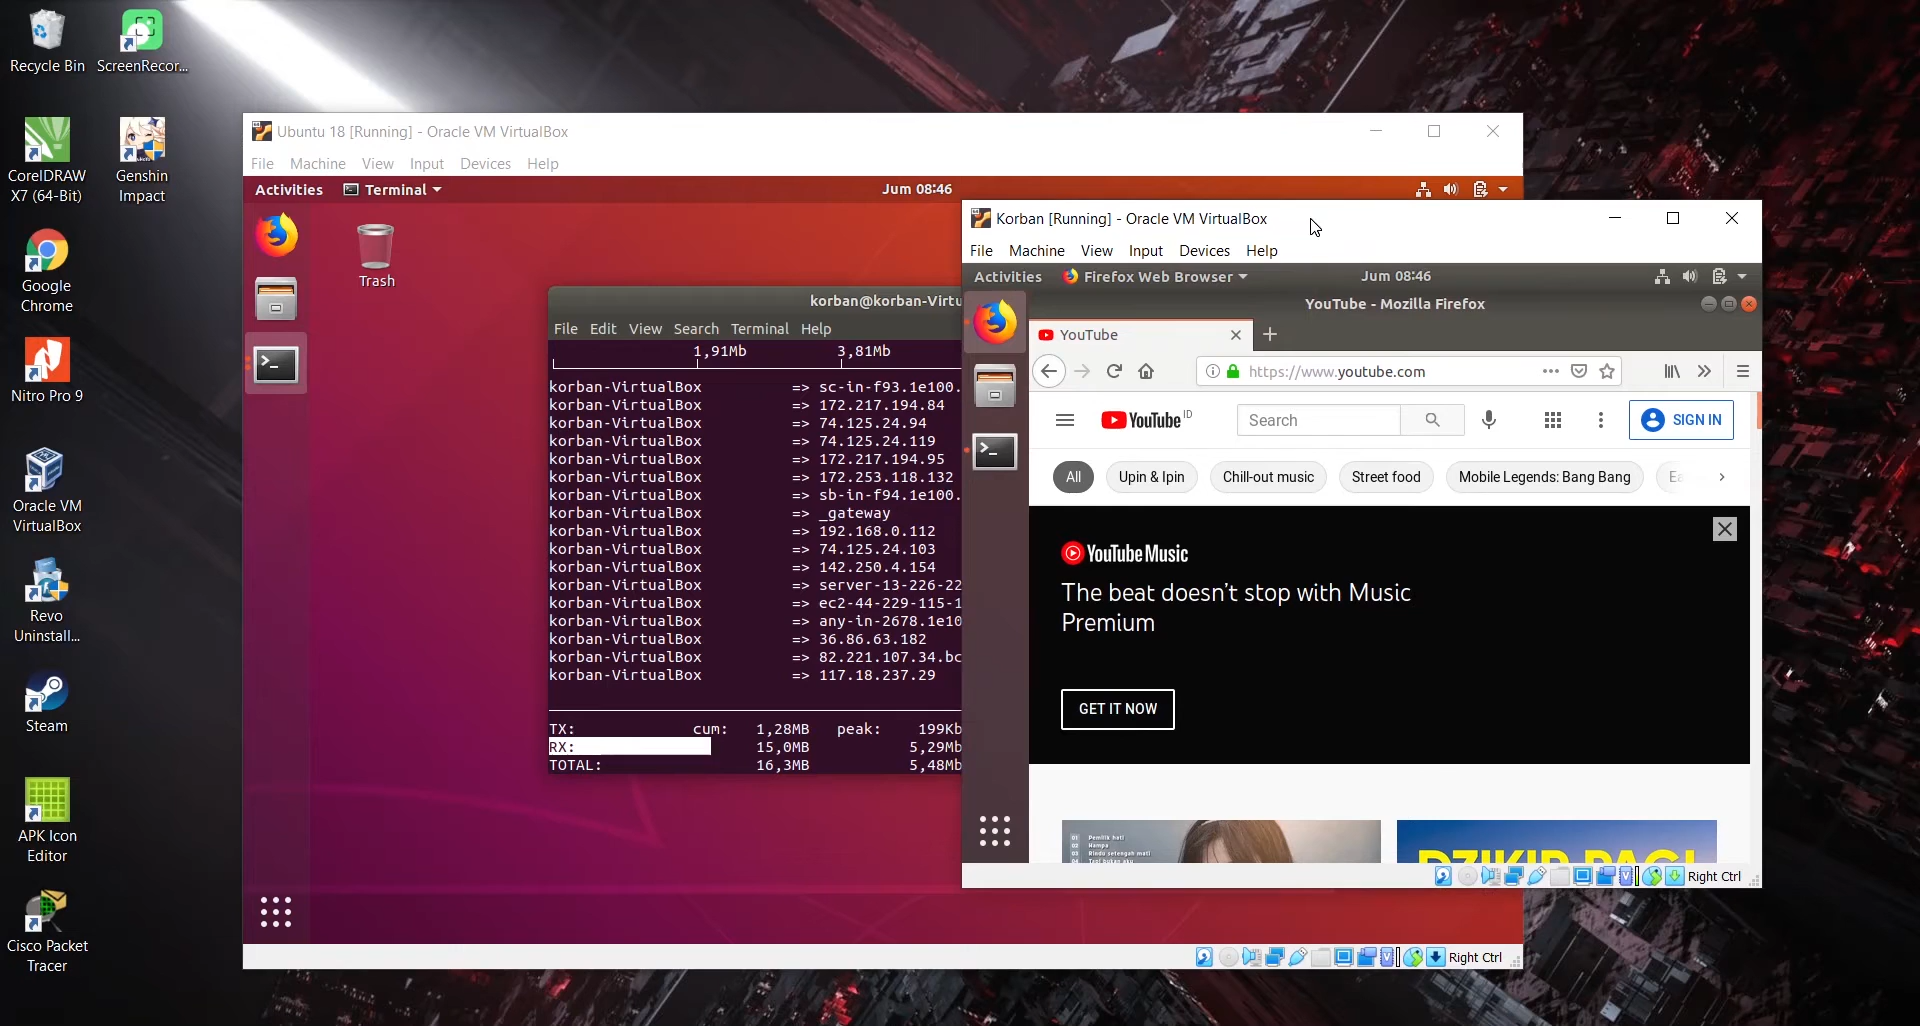 Recycle Bin
ScreenRecor...
CorelDRAW
X7 (64-Bit)
Genshin
Impact
Google
Chrome
Nitro Pro 9
Oracle VM
VirtualBox
Revo
Uninstall...
Steam
APK Icon
Editor
Cisco Packet
Tracer
Ubuntu 18 [Running] - Oracle VM VirtualBox
File Machine View Input Devices Help
Activities Terminal Jum 08:46
Trash
korban@korban-Virtu
File Edit View Search Terminal Help
1,91Mb 3,81Mb
korban-VirtualBox => sc-in-f93.1e100.
korban-VirtualBox => 172.217.194.84
korban-VirtualBox => 74.125.24.94
korban-VirtualBox => 74.125.24.119
korban-VirtualBox => 172.217.194.95
korban-VirtualBox => 172.253.118.132
korban-VirtualBox => sb-in-f94.1e100.
korban-VirtualBox => _gateway
korban-VirtualBox => 192.168.0.112
korban-VirtualBox => 74.125.24.103
korban-VirtualBox => 142.250.4.154
korban-VirtualBox => server-13-226-22
korban-VirtualBox => ec2-44-229-115-1
korban-VirtualBox => any-in-2678.1e10
korban-VirtualBox => 36.86.63.182
korban-VirtualBox => 82.221.107.34.bc
korban-VirtualBox => 117.18.237.29
TX: cum: 1,28MB peak: 199Kb
RX: 15,0MB 5,29Mb
TOTAL: 16,3MB 5,48Mb
Right Ctrl
Korban [Running] - Oracle VM VirtualBox
File Machine View Input Devices Help
Activities Firefox Web Browser Jum 08:46
YouTube - Mozilla Firefox
YouTube
https://www.youtube.com
YouTube ID Search SIGN IN
All Upin & Ipin Chill-out music Street food Mobile Legends: Bang Bang Ea
YouTube Music
The beat doesn't stop with Music
Premium
GET IT NOW
01 Pemilik hati
02 Hampa
03 Rindu setengah mati
DZIKIR PAGI
Right Ctrl